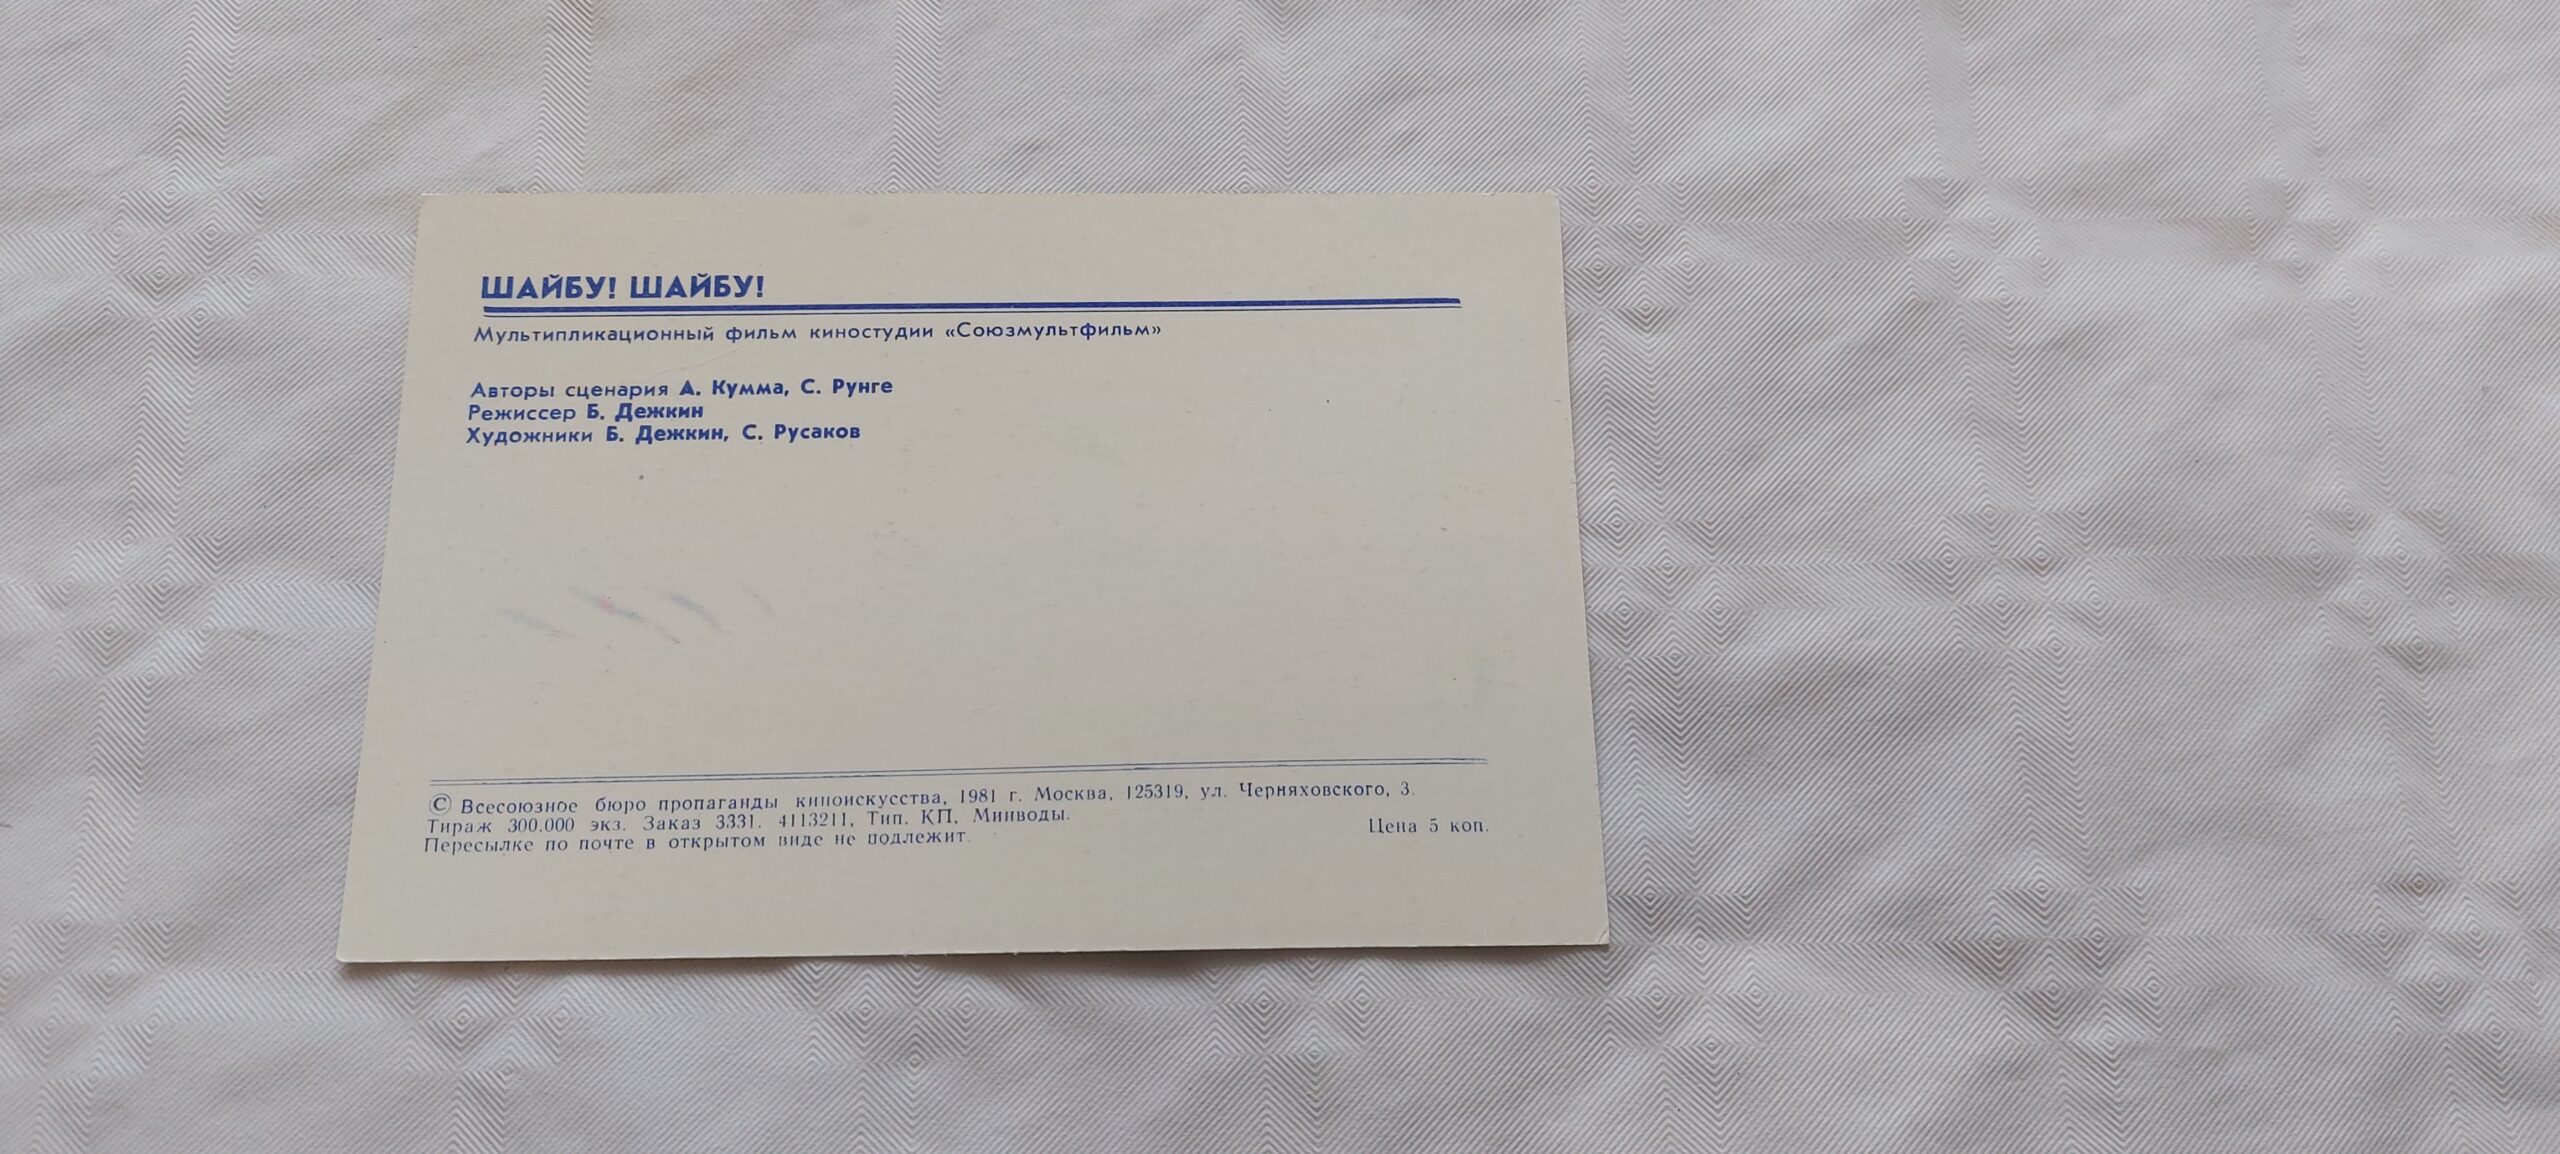 ШАЙБУ! ШАЙБУ!
Мультипликационный фильм киностудии «Союзмультфильм»
Авторы сценария А. Кумма, С. Рунге
Режиссер Б. Дежкин
Художники Б. Дежкин, С. Русаков
© Всесоюзное бюро пропаганды киноискусства, 1981 г. Москва, 125319, ул. Черняховского, 3.
Тираж 300.000 экз. Заказ 3331. 4113211, Тип. КП, Минводы.
Цена 5 коп.
Пересылке по почте в открытом виде не подлежит.